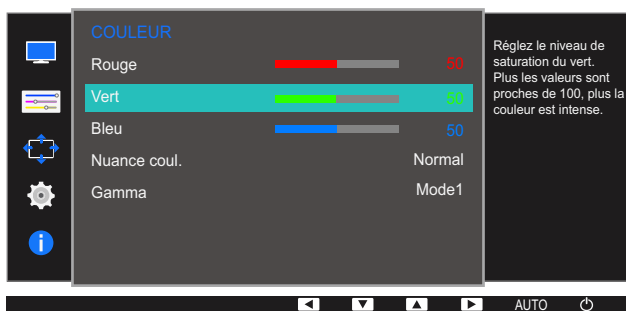 COULEUR
Rouge 50
Vert 50
Bleu 50
Nuance coul. Normal
Gamma Mode1
Réglez le niveau de
saturation du vert.
Plus les valeurs sont
proches de 100, plus la
couleur est intense.
AUTO